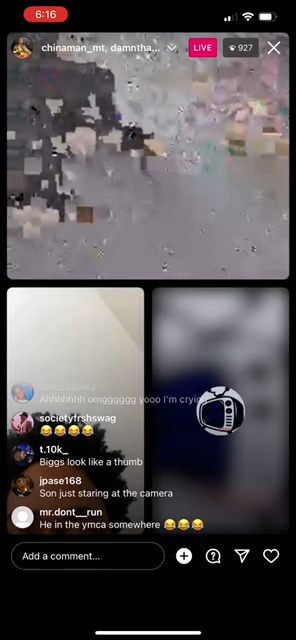 6:16
chinaman_mt, damntha...
LIVE
927
Ahhhhhhh omgggggg yooo I'm crying
societyfrshswag
😂😂😂😂
t.10k_
Biggs look like a thumb
jpase168
Son just staring at the camera
mr.dont__run
He in the ymca somewhere 😂😂😂
Add a comment...